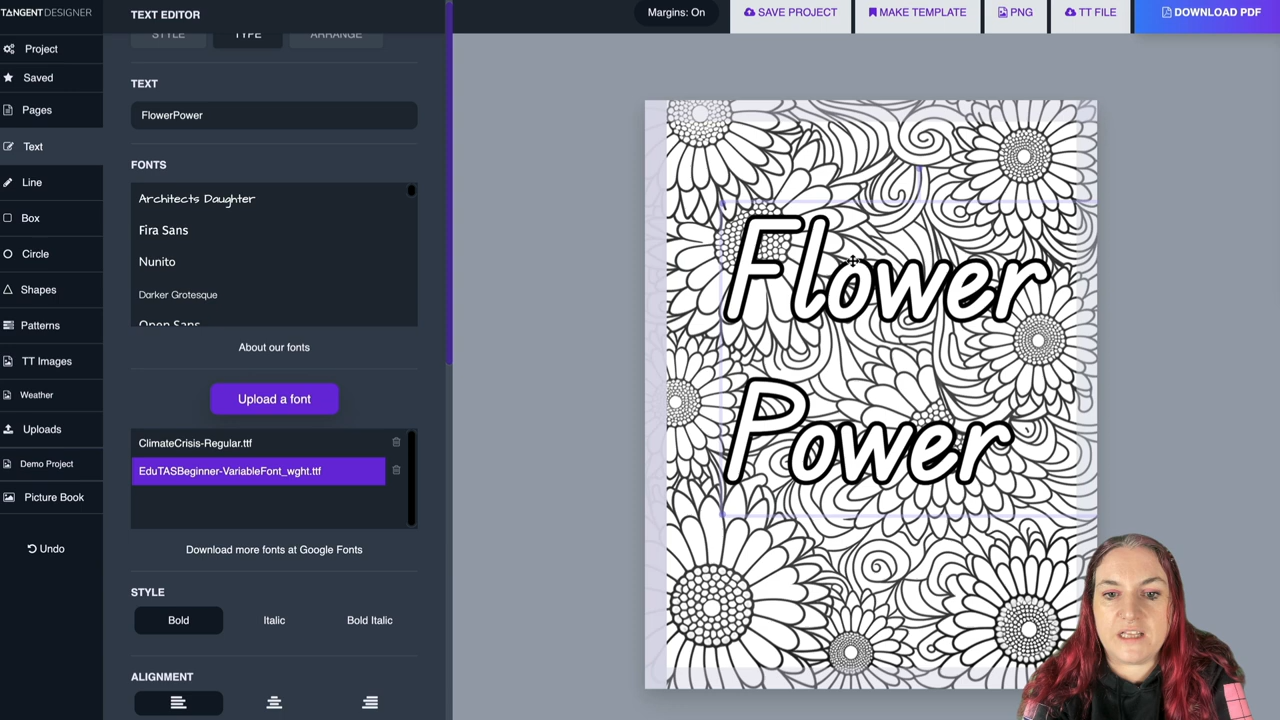 TANGENT DESIGNER
Project
Saved
Pages
Text
Line
Box
Circle
Shapes
Patterns
TT Images
Weather
Uploads
Demo Project
Picture Book
Undo
TEXT EDITOR
STYLE TYPE ARRANGE
TEXT
FlowerPower
FONTS
Architects Daughter
Fira Sans
Nunito
Darker Grotesque
Open Sans
About our fonts
Upload a font
ClimateCrisis-Regular.ttf
EduTASBeginner-VariableFont_wght.ttf
Download more fonts at Google Fonts
STYLE
Bold Italic Bold Italic
ALIGNMENT
Margins: On SAVE PROJECT MAKE TEMPLATE PNG TT FILE DOWNLOAD PDF
Flower
Power